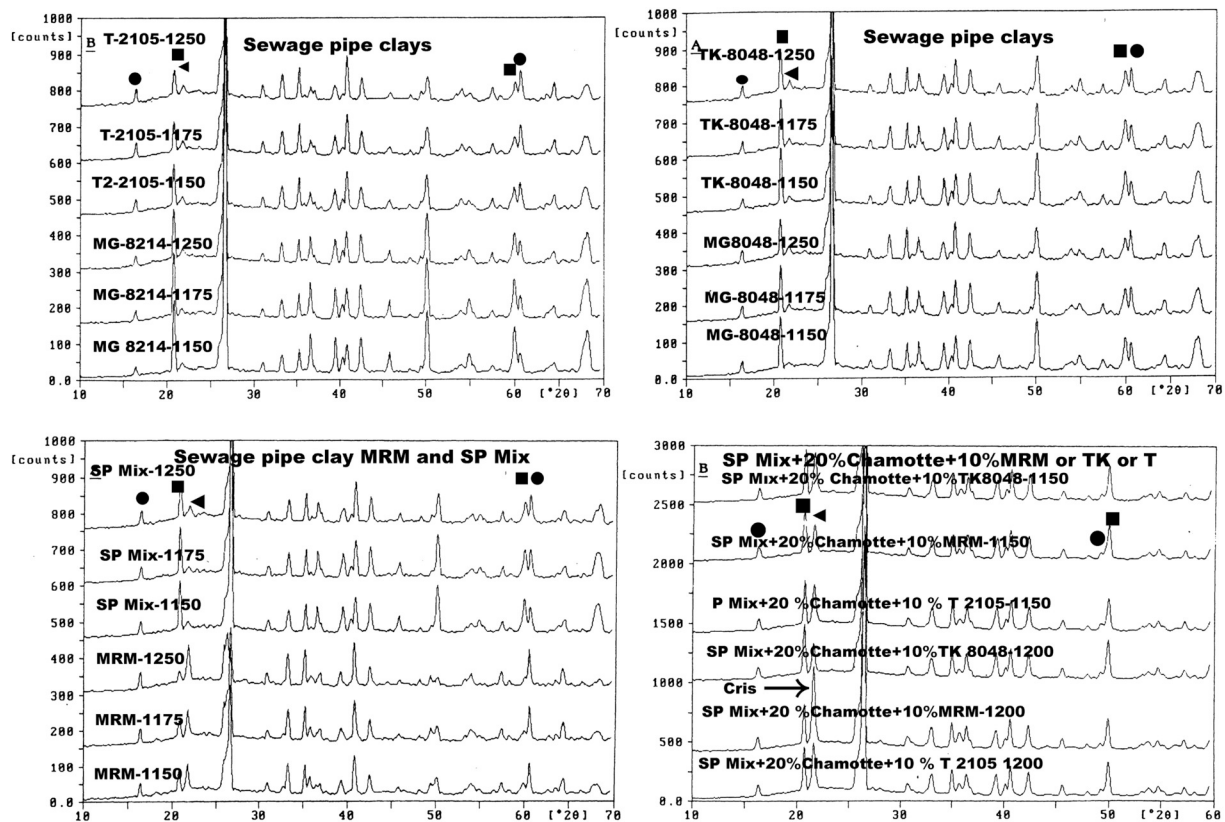 1000
[counts]
T-2105-1250
B
Sewage pipe clays
900
800
T-2105-1175
700
600
T2-2105-1150
500
MG-8214-1250
400
300
MG-8214-1175
200
MG 8214-1150
100
0.0
10 20 30 40 50 60 [°2θ] 70
1000
[counts]
A
Sewage pipe clays
900
TK-8048-1250
800
TK-8048-1175
700
600
TK-8048-1150
500
MG8048-1250
400
300
MG-8048-1175
200
MG-8048-1150
100
0.0
10 20 30 40 50 60 [°2θ] 70
1000
[counts]
Sewage pipe clay MRM and SP Mix
SP Mix-1250
900
800
SP Mix-1175
700
600
SP Mix-1150
500
400
MRM-1250
300
MRM-1175
200
MRM-1150
100
0.0
10 20 30 40 50 60 [°2θ] 70
3000
[counts]
B
SP Mix+20%Chamotte+10%MRM or TK or T
SP Mix+20% Chamotte+10%TK8048-1150
2500
SP Mix+20%Chamotte+10%MRM-1150
2000
P Mix+20 %Chamotte+10 % T 2105-1150
1500
SP Mix+20%Chamotte+10%TK 8048-1200
1000
Cris
SP Mix+20 %Chamotte+10%MRM-1200
500
SP Mix+20%Chamotte+10 % T 2105 1200
0.0
10 20 30 40 50 [°2θ] 60